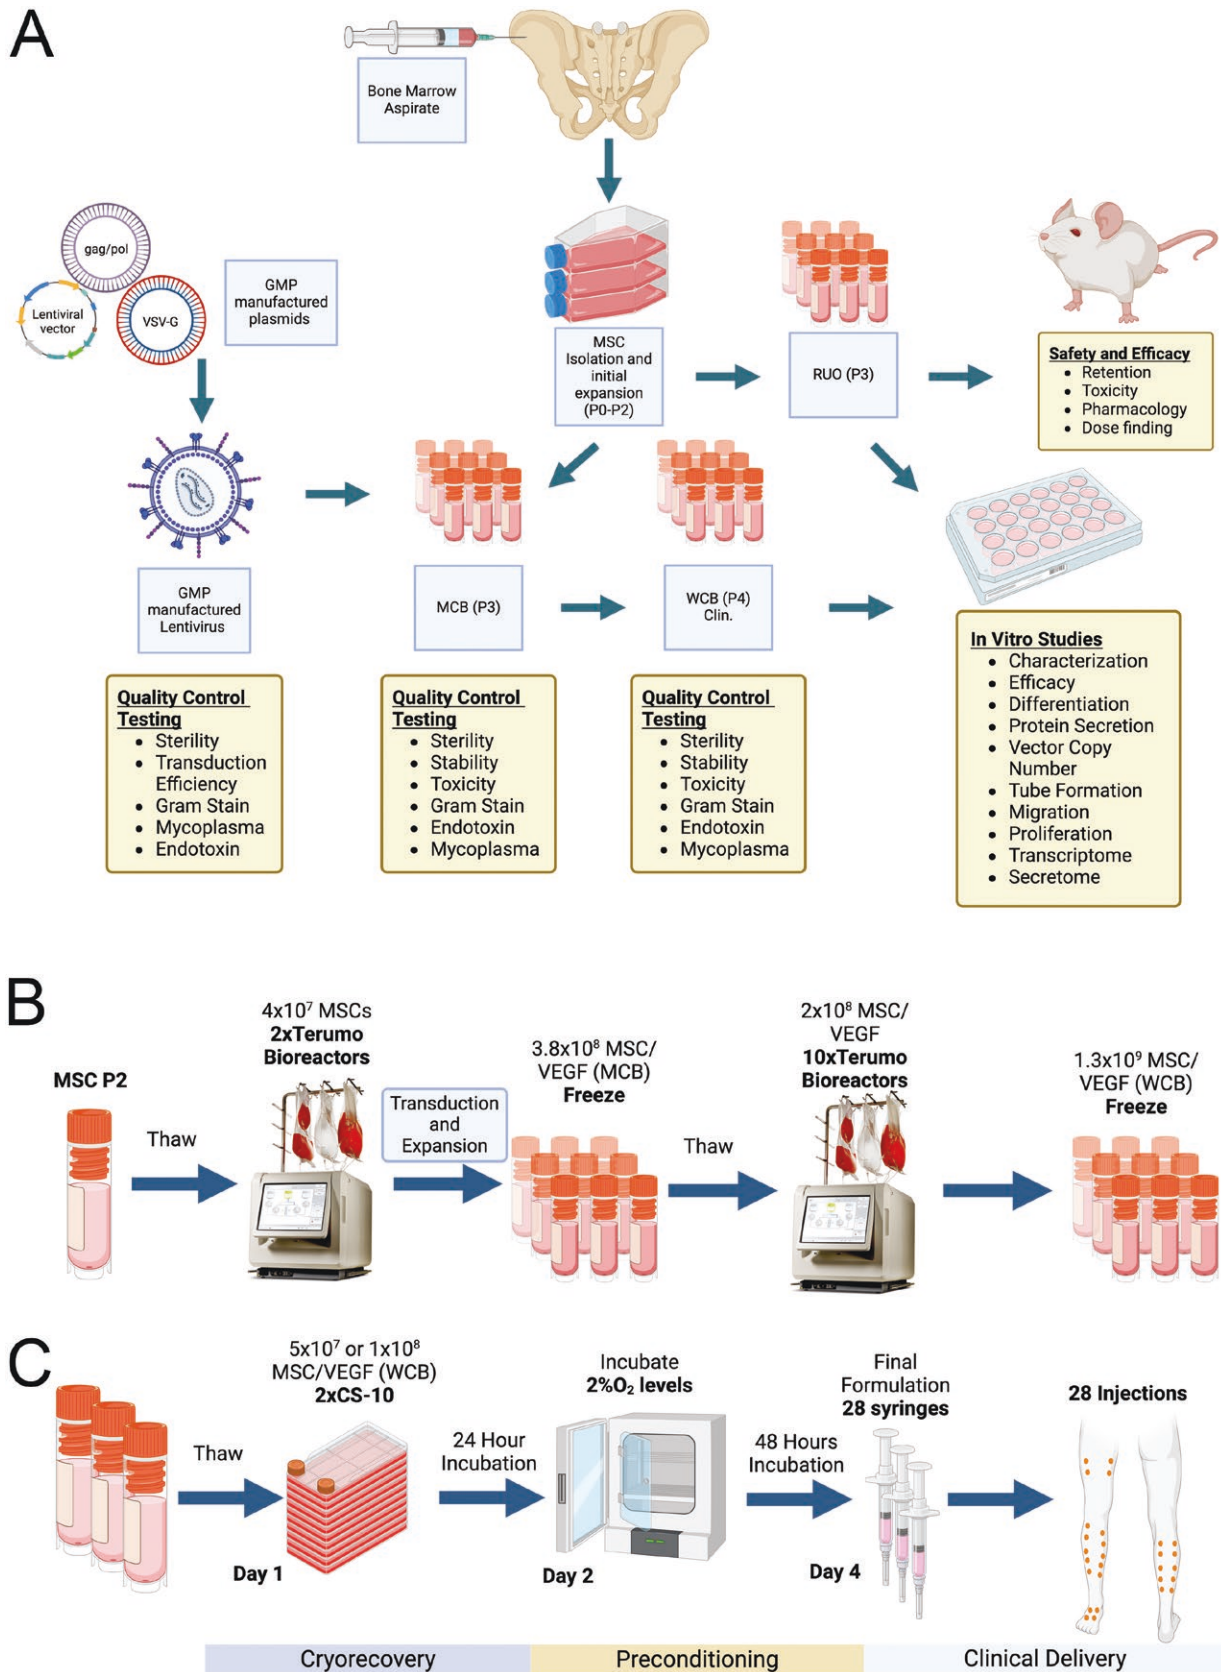 A
Bone Marrow
Aspirate
gag/pol
Lentiviral
vector
VSV-G
GMP
manufactured
plasmids
MSC
Isolation and
initial
expansion
(P0-P2)
RUO (P3)
Safety and Efficacy
• Retention
• Toxicity
• Pharmacology
• Dose finding
GMP
manufactured
Lentivirus
MCB (P3)
WCB (P4)
Clin.
Quality Control
Testing
• Sterility
• Transduction
Efficiency
• Gram Stain
• Mycoplasma
• Endotoxin
Quality Control
Testing
• Sterility
• Stability
• Toxicity
• Gram Stain
• Endotoxin
• Mycoplasma
Quality Control
Testing
• Sterility
• Stability
• Toxicity
• Gram Stain
• Endotoxin
• Mycoplasma
In Vitro Studies
• Characterization
• Efficacy
• Differentiation
• Protein Secretion
• Vector Copy
Number
• Tube Formation
• Migration
• Proliferation
• Transcriptome
• Secretome
B
MSC P2
Thaw
4x10⁷ MSCs
2xTerumo
Bioreactors
Transduction
and
Expansion
3.8x10⁸ MSC/
VEGF (MCB)
Freeze
Thaw
2x10⁸ MSC/
VEGF
10xTerumo
Bioreactors
1.3x10⁹ MSC/
VEGF (WCB)
Freeze
C
Thaw
5x10⁷ or 1x10⁸
MSC/VEGF (WCB)
2xCS-10
Day 1
24 Hour
Incubation
Incubate
2%O₂ levels
Day 2
48 Hours
Incubation
Final
Formulation
28 syringes
Day 4
28 Injections
Cryorecovery
Preconditioning
Clinical Delivery